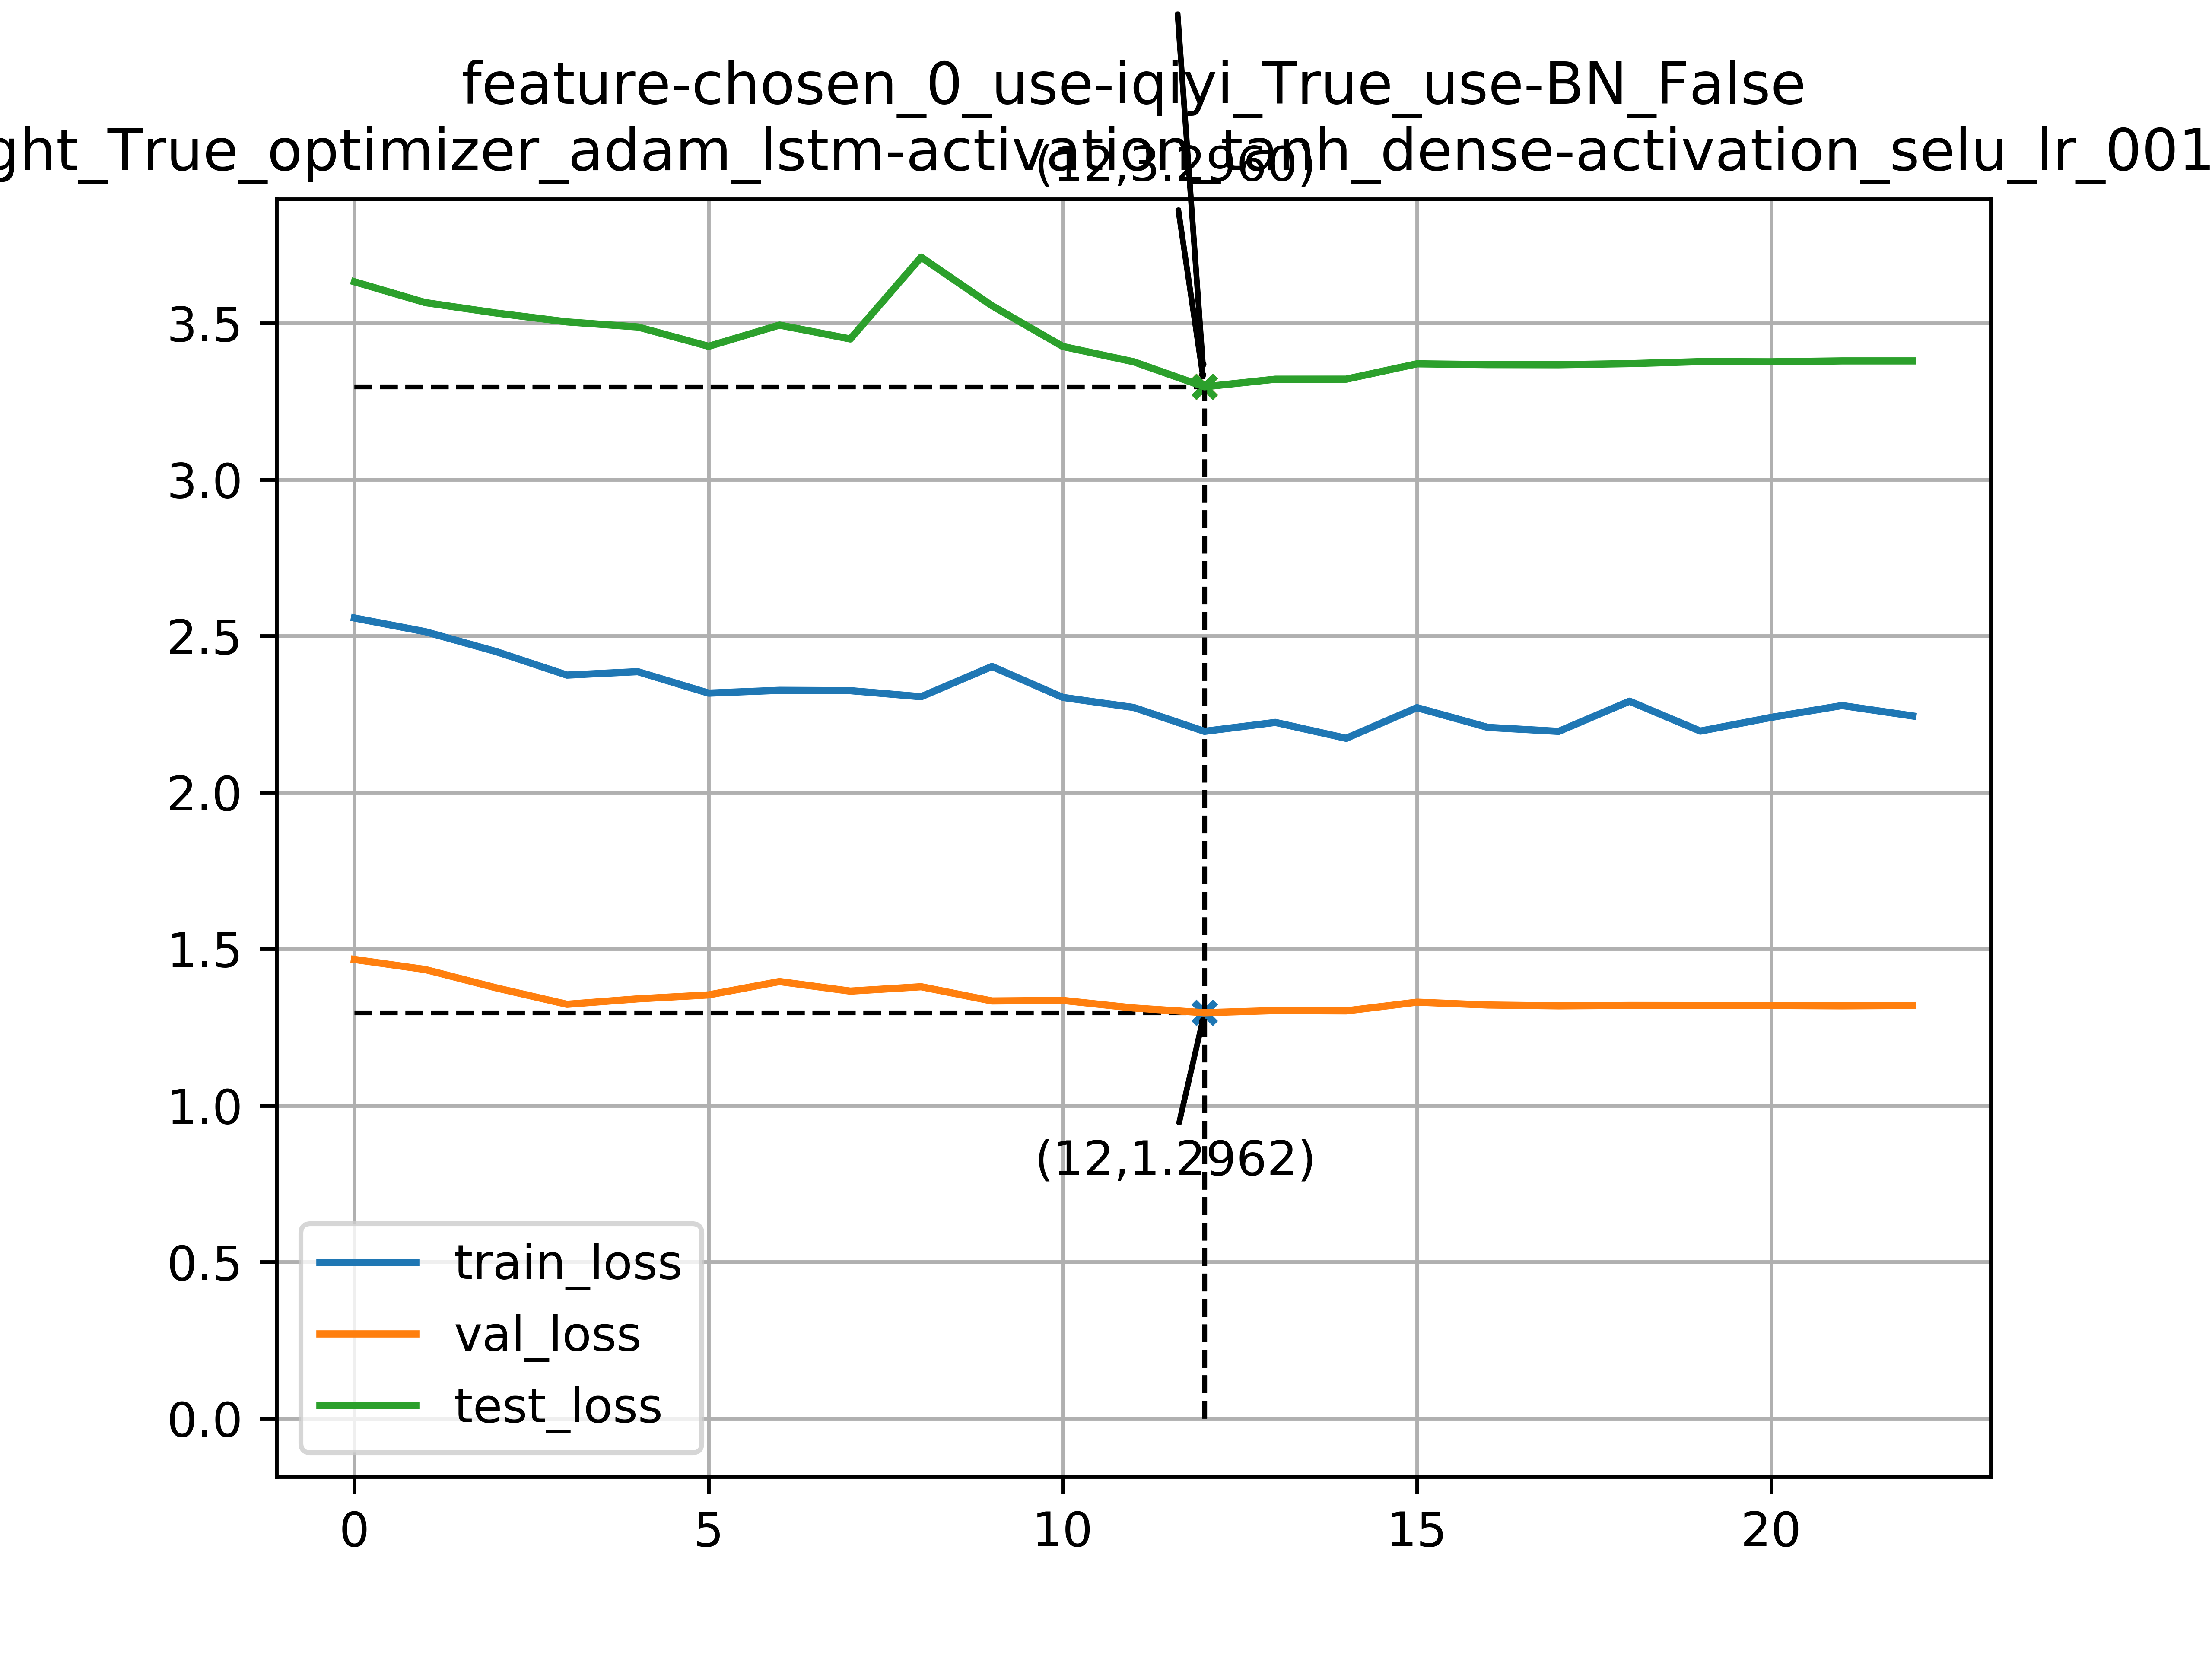 feature-chosen_0_use-iqiyi_True_use-BN_False
ght_True_optimizer_adam_lstm-activation_tanh_dense-activation_selu_lr_001
(12,3.2960)
3.5
3.0
2.5
2.0
1.5
1.0
0.5
0.0
(12,1.2962)
train_loss
val_loss
test_loss
0 5 10 15 20